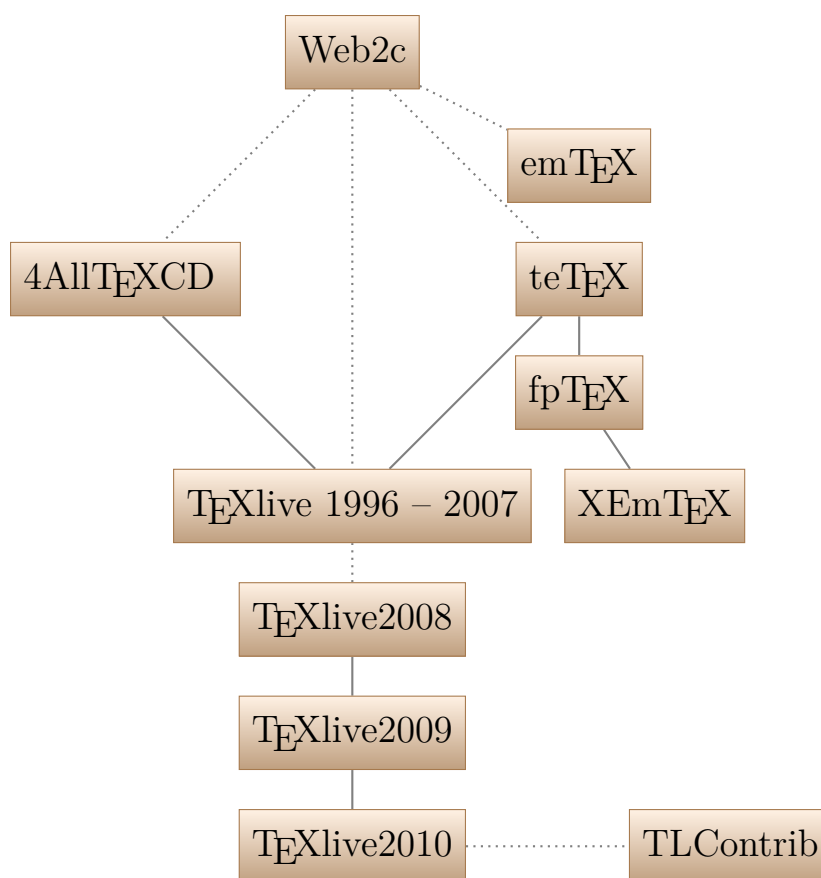 Web2c
emTEX
4AllTEXCD
teTEX
fpTEX
TEXlive 1996 – 2007
XEmTEX
TEXlive2008
TEXlive2009
TEXlive2010
TLContrib